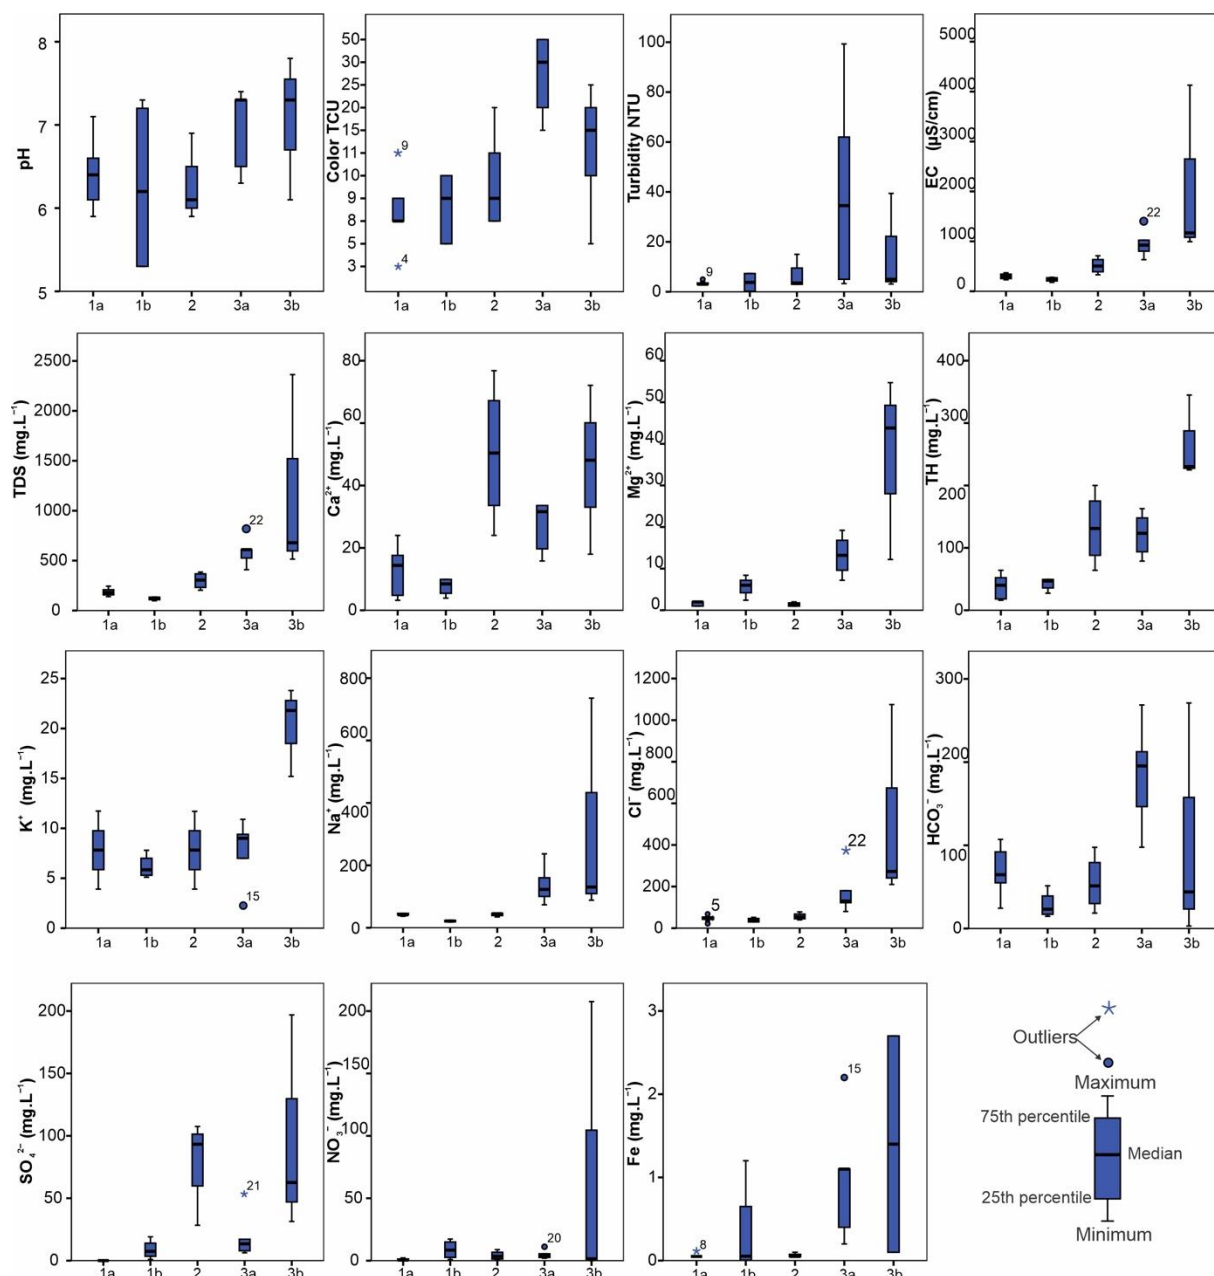 pH
8
7
6
5
1a 1b 2 3a 3b
Color TCU
50
30
25
20
15
11
10
9
8
5
3
9
4
1a 1b 2 3a 3b
Turbidity NTU
100
80
60
40
20
0
9
1a 1b 2 3a 3b
EC (µS/cm)
5000
4000
3000
2000
1000
0
22
1a 1b 2 3a 3b
TDS (mg.L⁻¹)
2500
2000
1500
1000
500
0
22
1a 1b 2 3a 3b
Ca²⁺ (mg.L⁻¹)
80
60
40
20
0
1a 1b 2 3a 3b
Mg²⁺ (mg.L⁻¹)
60
50
40
30
20
10
0
1a 1b 2 3a 3b
TH (mg.L⁻¹)
400
300
200
100
0
1a 1b 2 3a 3b
K⁺ (mg.L⁻¹)
25
20
15
10
5
0
15
1a 1b 2 3a 3b
Na⁺ (mg.L⁻¹)
800
600
400
200
0
1a 1b 2 3a 3b
Cl⁻ (mg.L⁻¹)
1200
1000
800
600
400
200
0
5
22
1a 1b 2 3a 3b
HCO₃⁻ (mg.L⁻¹)
300
200
100
0
1a 1b 2 3a 3b
SO₄²⁻ (mg.L⁻¹)
200
150
100
50
0
21
1a 1b 2 3a 3b
NO₃⁻ (mg.L⁻¹)
200
150
100
50
0
20
1a 1b 2 3a 3b
Fe (mg.L⁻¹)
3
2
1
0
8
15
1a 1b 2 3a 3b
Outliers
Maximum
75th percentile
Median
25th percentile
Minimum